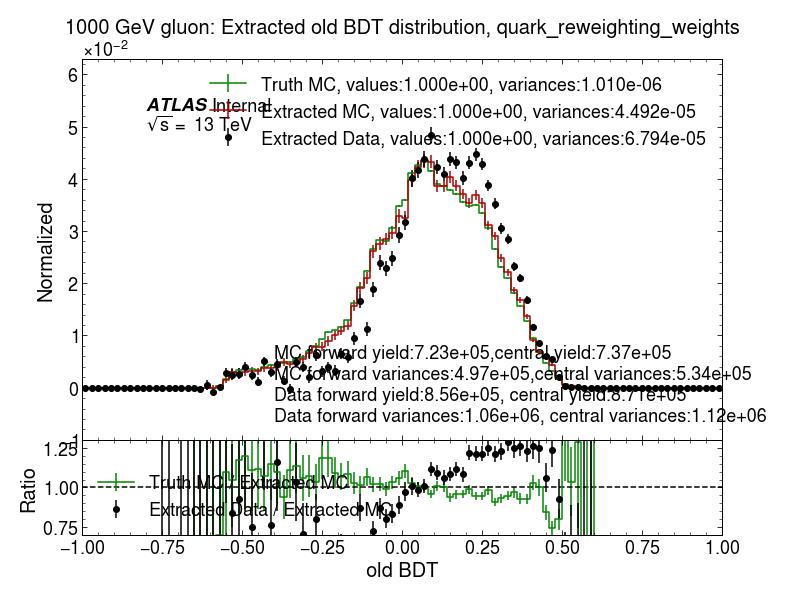 1000 GeV gluon: Extracted old BDT distribution, quark_reweighting_weights
×10⁻²
Truth MC, values:1.000e+00, variances:1.010e-06
ATLAS Internal
Extracted MC, values:1.000e+00, variances:4.492e-05
√s = 13 TeV
Extracted Data, values:1.000e+00, variances:6.794e-05
6
5
4
3
2
1
0
−1
Normalized
MC forward yield:7.23e+05,central yield:7.37e+05
MC forward variances:4.97e+05,central variances:5.34e+05
Data forward yield:8.56e+05, central yield:8.71e+05
Data forward variances:1.06e+06, central variances:1.12e+06
1.25
1.00
0.75
Ratio
Truth MC / Extracted MC
Extracted Data / Extracted MC
−1.00 −0.75 −0.50 −0.25 0.00 0.25 0.50 0.75 1.00
old BDT